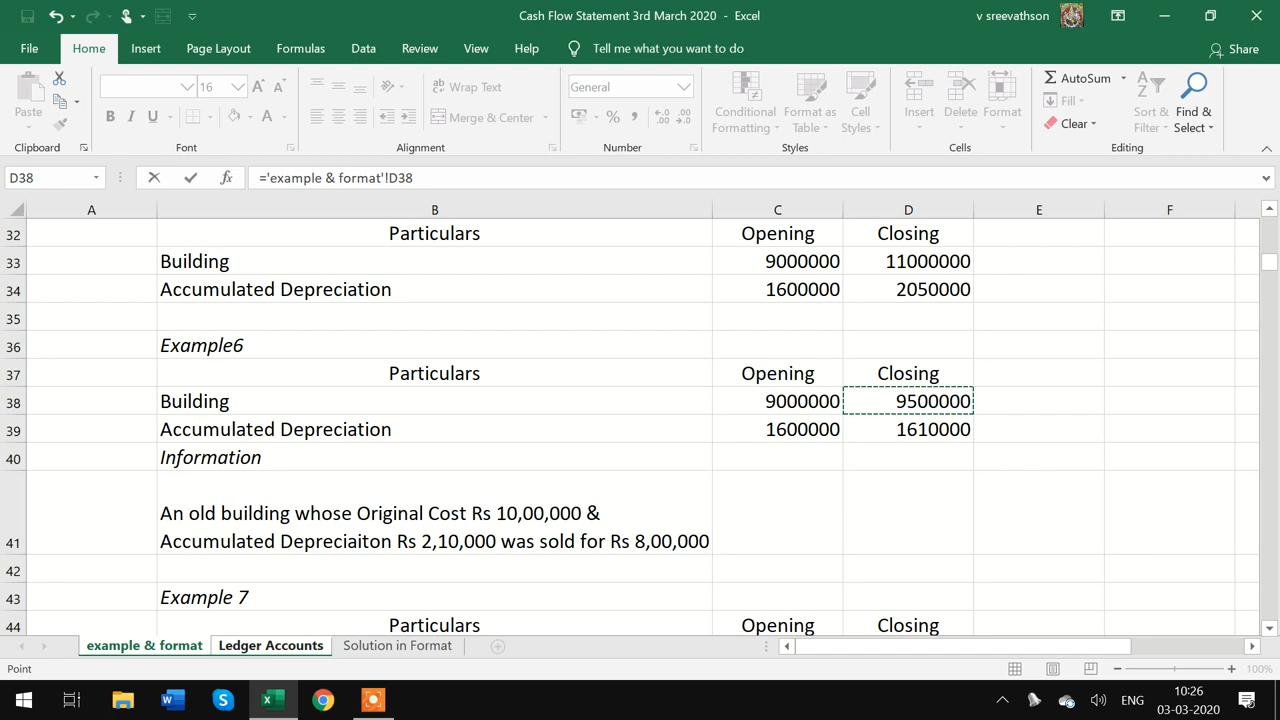 Cash Flow Statement 3rd March 2020 - Excel
v sreevathson
File Home Insert Page Layout Formulas Data Review View Help Tell me what you want to do Share
Paste
16
Wrap Text
Merge & Center
General
Conditional Formatting
Format as Table
Cell Styles
Insert
Delete
Format
AutoSum
Fill
Clear
Sort & Filter
Find & Select
Clipboard Font Alignment Number Styles Cells Editing
D38 fx ='example & format'!D38
A B C D E F
32 Particulars Opening Closing
33 Building 9000000 11000000
34 Accumulated Depreciation 1600000 2050000
35
36 Example6
37 Particulars Opening Closing
38 Building 9000000 9500000
39 Accumulated Depreciation 1600000 1610000
40 Information
An old building whose Original Cost Rs 10,00,000 &
41 Accumulated Depreciaiton Rs 2,10,000 was sold for Rs 8,00,000
42
43 Example 7
44 Particulars Opening Closing
example & format Ledger Accounts Solution in Format
Point 100%
ENG
10:26
03-03-2020